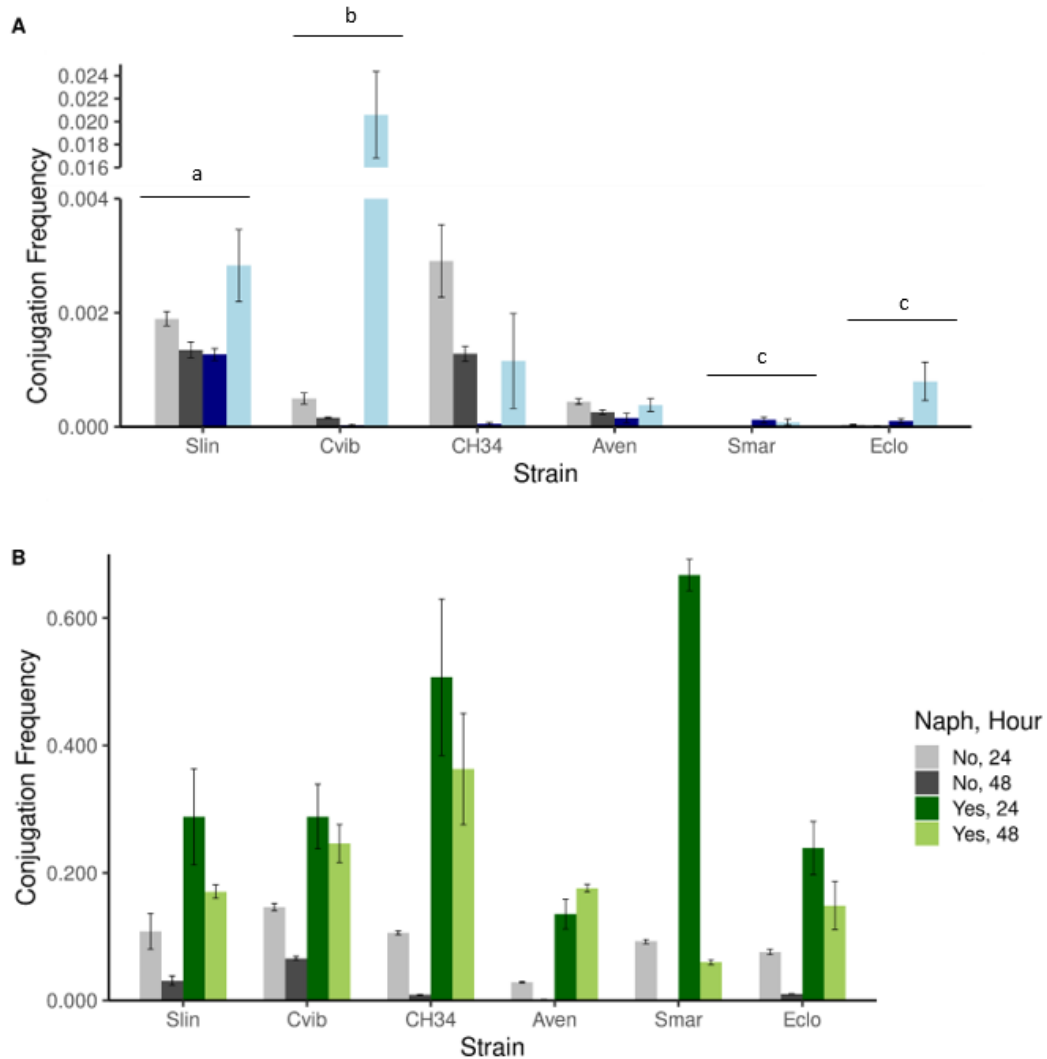 A
b
0.024
0.022
0.020
0.018
0.016
a
0.004
0.002
0.000
c
c
Conjugation Frequency
Slin Cvib CH34 Aven Smar Eclo
Strain
B
0.600
0.400
0.200
0.000
Conjugation Frequency
Slin Cvib CH34 Aven Smar Eclo
Strain
Naph, Hour
No, 24
No, 48
Yes, 24
Yes, 48